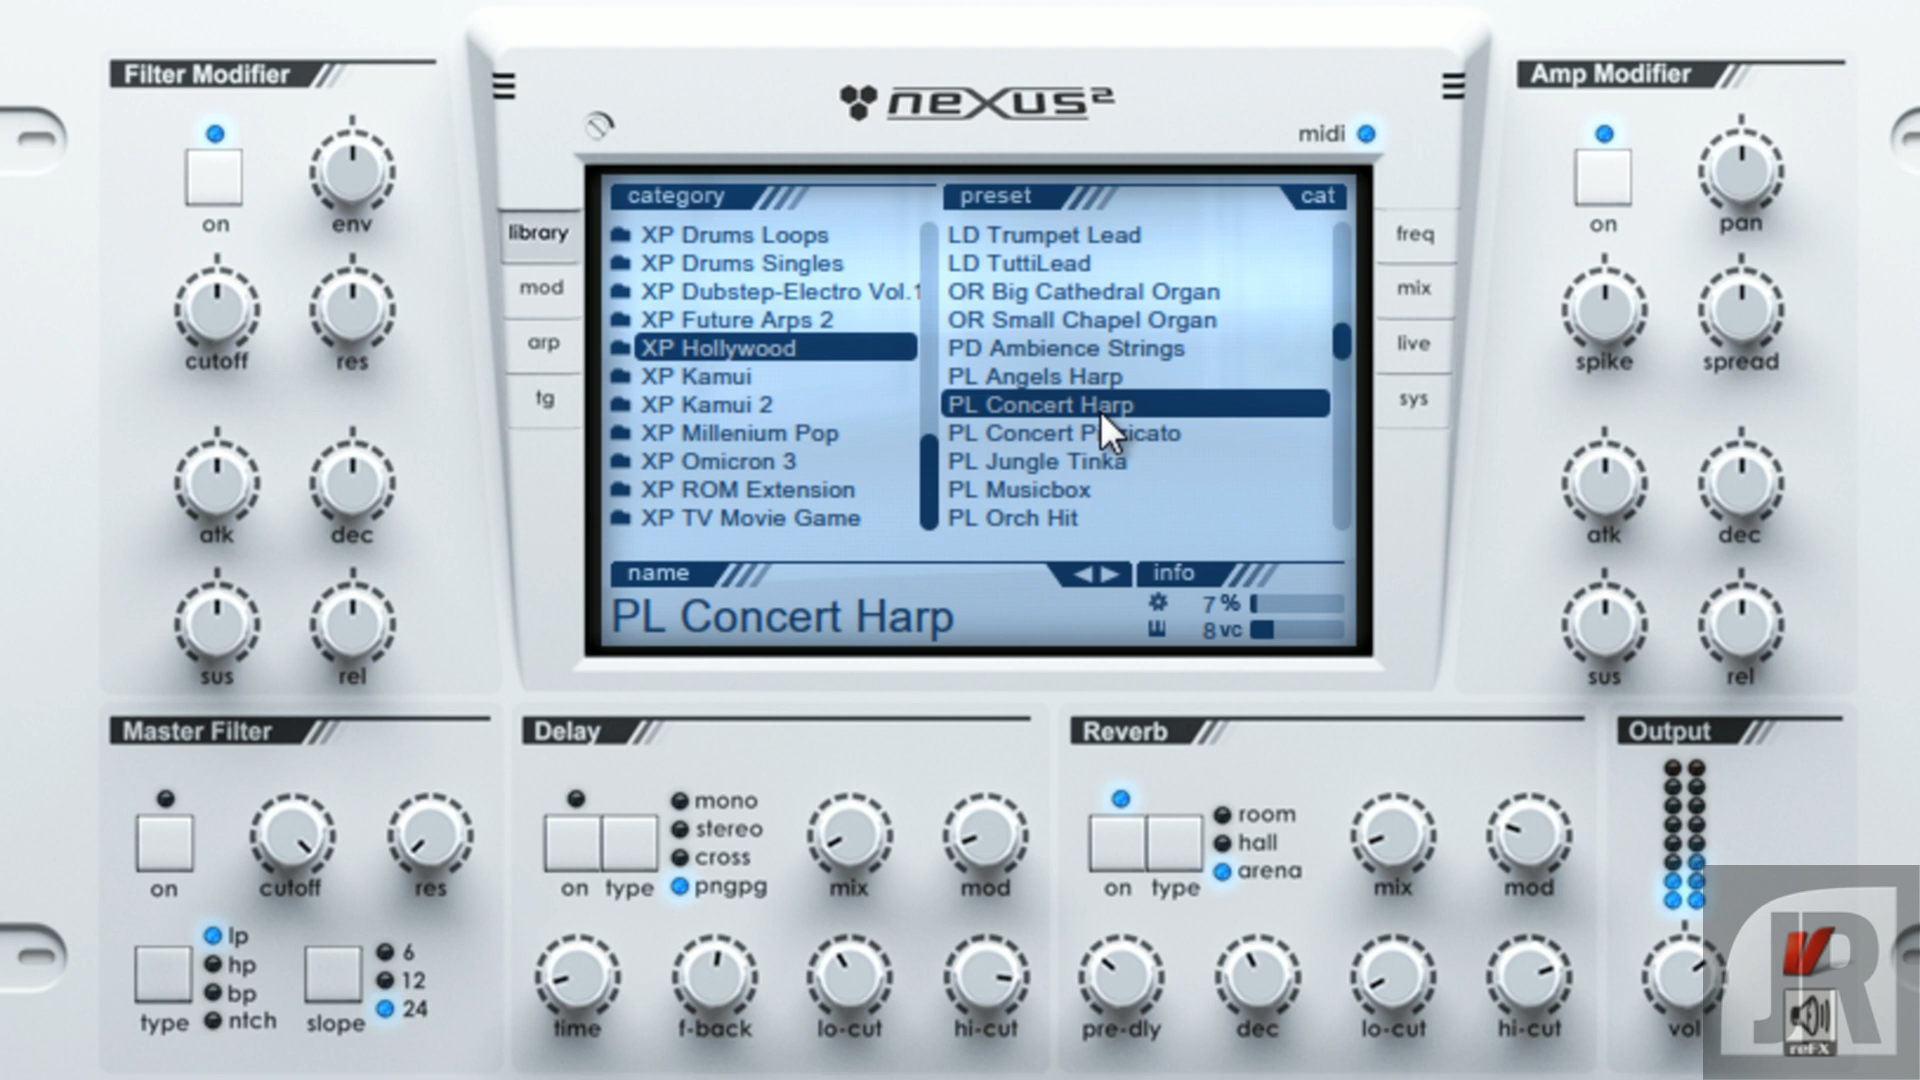 Filter Modifier
on
env
cutoff
res
atk
dec
sus
rel
nexus2
midi
library
mod
arp
tg
category
XP Drums Loops
XP Drums Singles
XP Dubstep-Electro Vol.1
XP Future Arps 2
XP Hollywood
XP Kamui
XP Kamui 2
XP Millenium Pop
XP Omicron 3
XP ROM Extension
XP TV Movie Game
preset
cat
LD Trumpet Lead
LD TuttiLead
OR Big Cathedral Organ
OR Small Chapel Organ
PD Ambience Strings
PL Angels Harp
PL Concert Harp
PL Concert
PL Jungle Tinka
PL Musicbox
PL Orch Hit
name
PL Concert Harp
info
7 %
8 vc
freq
mix
live
sys
Amp Modifier
on
pan
spike
spread
atk
dec
sus
rel
Master Filter
on
cutoff
res
type
lp
hp
bp
ntch
slope
6
12
24
Delay
on
type
mono
stereo
cross
pngpg
mix
mod
time
f-back
lo-cut
hi-cut
Reverb
on
type
room
hall
arena
mix
mod
pre-dly
dec
lo-cut
hi-cut
Output
vol
JR
reFX